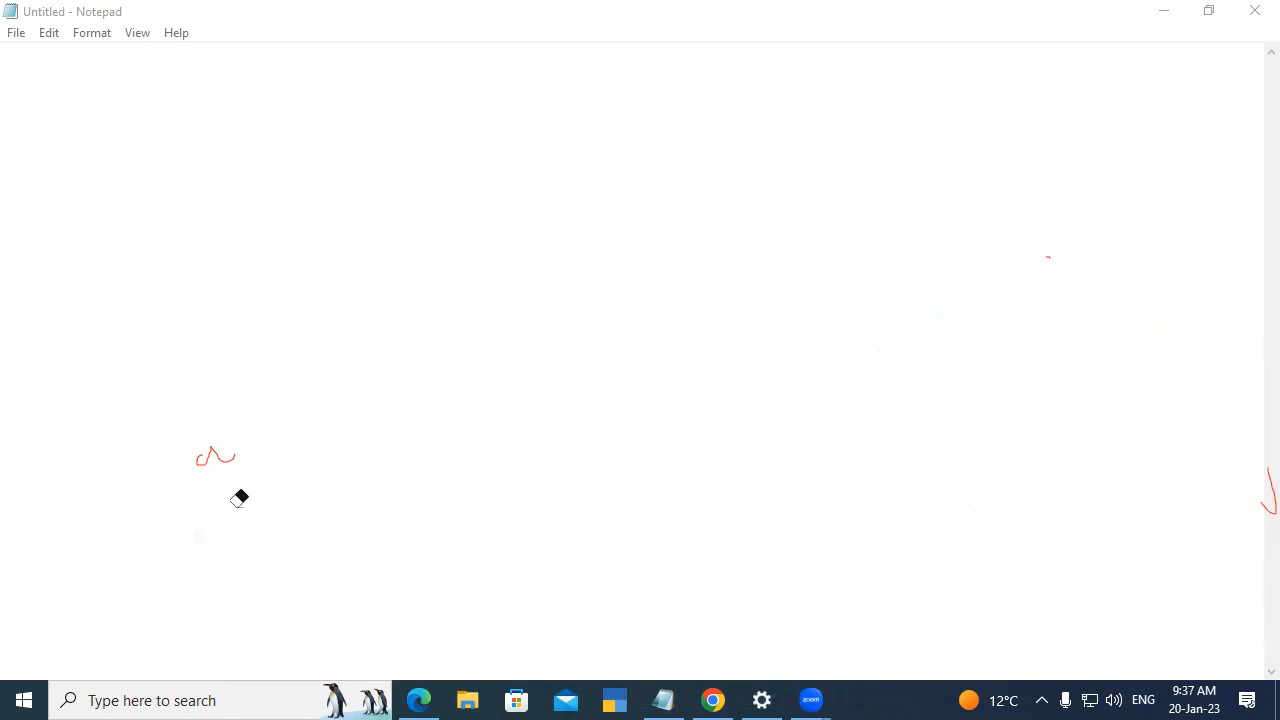 Untitled - Notepad
File Edit Format View Help
Type here to search
zoom
12°C
ENG
9:37 AM
20-Jan-23